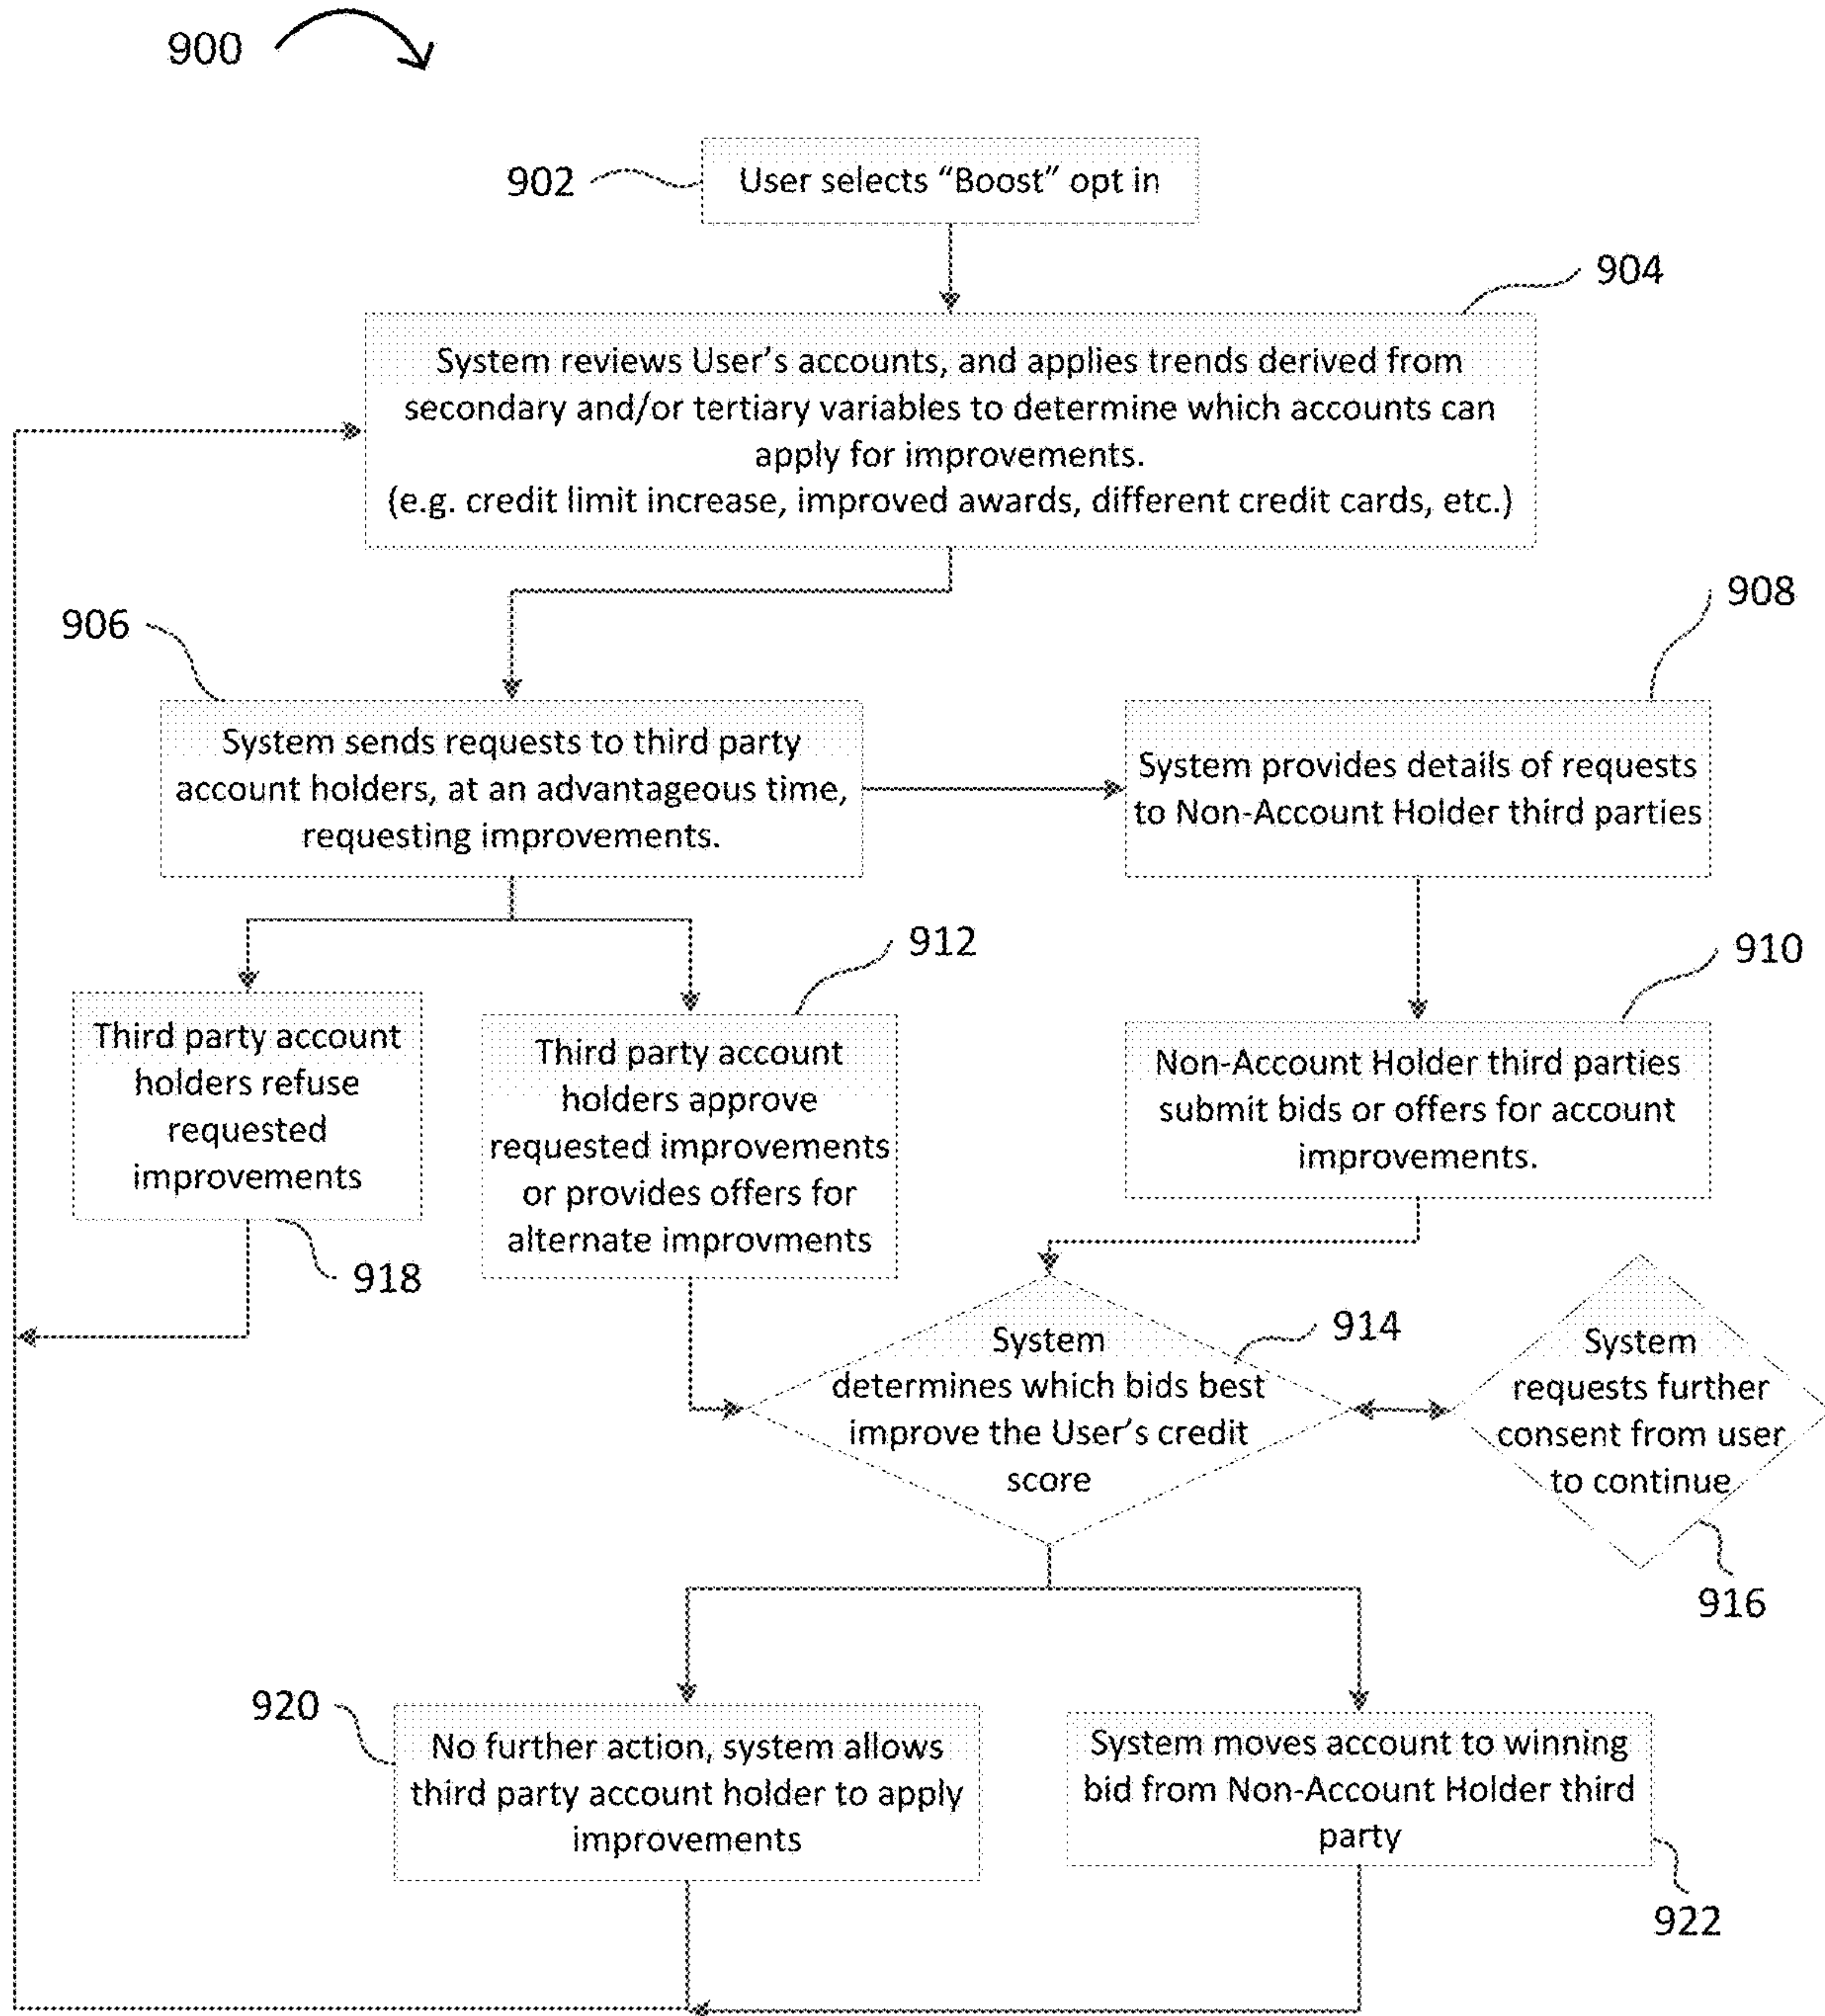 900
902
User selects “Boost” opt in
904
System reviews User’s accounts, and applies trends derived from
secondary and/or tertiary variables to determine which accounts can
apply for improvements.
(e.g. credit limit increase, improved awards, different credit cards, etc.)
906
908
System sends requests to third party
account holders, at an advantageous time,
requesting improvements.
System provides details of requests
to Non-Account Holder third parties
912
910
Third party account
holders refuse
requested
improvements
918
Third party account
holders approve
requested improvements
or provides offers for
alternate improvments
Non-Account Holder third parties
submit bids or offers for account
improvements.
914
System
determines which bids best
improve the User’s credit
score
System
requests further
consent from user
to continue
916
920
No further action, system allows
third party account holder to apply
improvements
System moves account to winning
bid from Non-Account Holder third
party
922